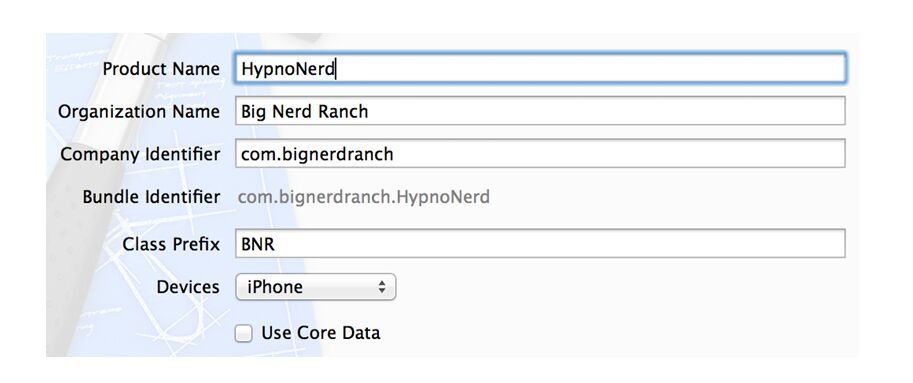 Product Name HypnoNerd
Organization Name Big Nerd Ranch
Company Identifier com.bignerdranch
Bundle Identifier com.bignerdranch.HypnoNerd
Class Prefix BNR
Devices iPhone
Use Core Data